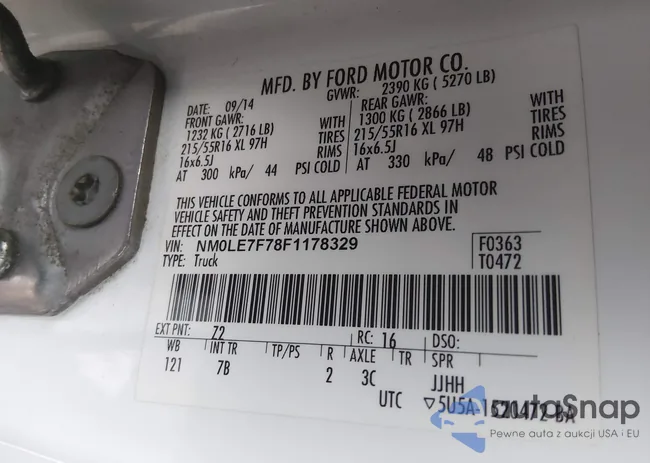 MFD. BY FORD MOTOR CO.
DATE: 09/14 GVWR: 2390 KG ( 5270 LB)
FRONT GAWR: REAR GAWR:
1232 KG ( 2716 LB) WITH 1300 KG ( 2866 LB) WITH
215/55R16 XL 97H TIRES 215/55R16 XL 97H TIRES
16x6.5J RIMS 16x6.5J RIMS
AT 300 kPa/ 44 PSI COLD AT 330 kPa/ 48 PSI COLD
THIS VEHICLE CONFORMS TO ALL APPLICABLE FEDERAL MOTOR
VEHICLE SAFETY AND THEFT PREVENTION STANDARDS IN
EFFECT ON THE DATE OF MANUFACTURE SHOWN ABOVE.
VIN: NM0LE7F78F1178329 F0363
TYPE: Truck T0472
EXT PNT: Z2 RC: 16 DSO:
WB INT TR TP/PS R AXLE TR SPR
121 7B 2 3C JJHH
UTC ▽5U5A-1520472-BA
autaSnap
Pewne auta z aukcji USA i EU